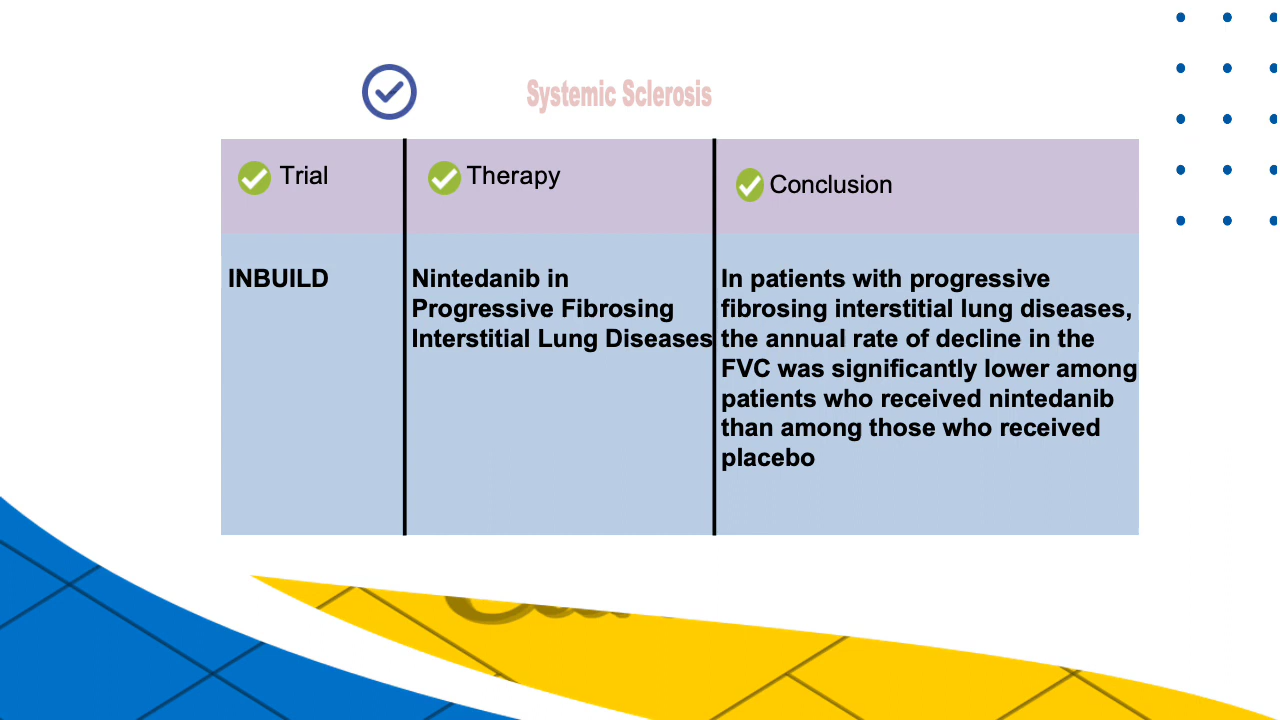 Systemic Sclerosis
Trial
Therapy
Conclusion
INBUILD
Nintedanib in
Progressive Fibrosing
Interstitial Lung Diseases
In patients with progressive
fibrosing interstitial lung diseases,
the annual rate of decline in the
FVC was significantly lower among
patients who received nintedanib
than among those who received
placebo